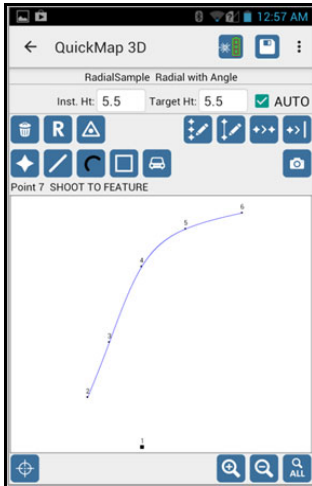 12:57 AM
QuickMap 3D
RadialSample Radial with Angle
Inst. Ht: 5.5 Target Ht: 5.5 AUTO
R
Point 7 SHOOT TO FEATURE
6
5
4
3
2
1
ALL